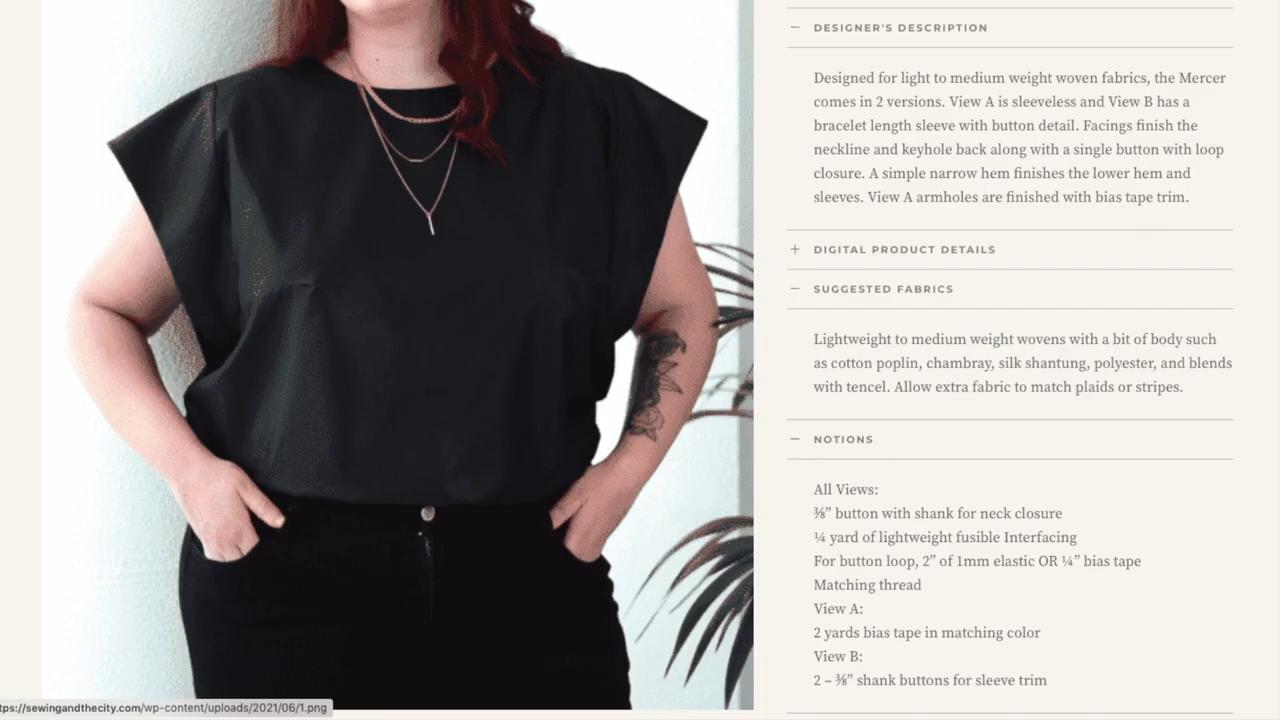 DESIGNER'S DESCRIPTION
Designed for light to medium weight woven fabrics, the Mercer
comes in 2 versions. View A is sleeveless and View B has a
bracelet length sleeve with button detail. Facings finish the
neckline and keyhole back along with a single button with loop
closure. A simple narrow hem finishes the lower hem and
sleeves. View A armholes are finished with bias tape trim.
DIGITAL PRODUCT DETAILS
SUGGESTED FABRICS
Lightweight to medium weight wovens with a bit of body such
as cotton poplin, chambray, silk shantung, polyester, and blends
with tencel. Allow extra fabric to match plaids or stripes.
NOTIONS
All Views:
⅜” button with shank for neck closure
¼ yard of lightweight fusible Interfacing
For button loop, 2” of 1mm elastic OR ¼” bias tape
Matching thread
View A:
2 yards bias tape in matching color
View B:
2 – ⅜” shank buttons for sleeve trim
tps://sewingandthecity.com/wp-content/uploads/2021/06/1.png